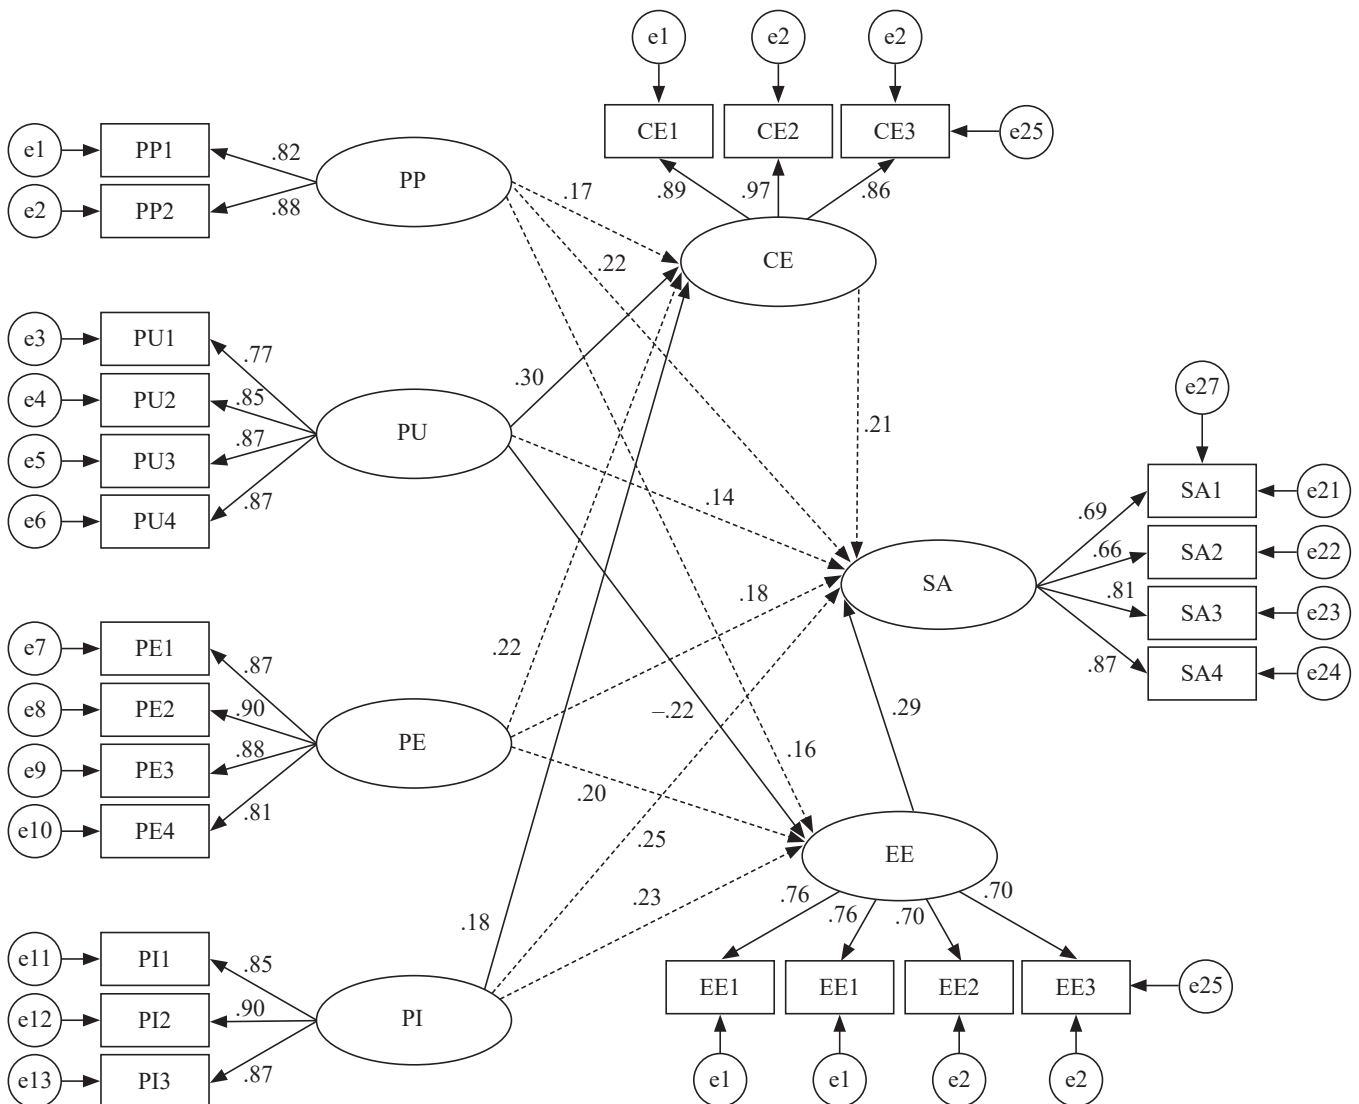 e1 e2 e2
CE1 CE2 CE3 e25
e1 PP1 .82
PP
e2 PP2 .88
.17
.89 .97 .86
CE
.22
e3 PU1 .77
e4 PU2 .85
PU
e5 PU3 .87
e6 PU4 .87
.30
.21
.14
e27
SA1 e21
.69
.66 SA2 e22
SA
.81 SA3 e23
.87 SA4 e24
.18
e7 PE1 .87
e8 PE2 .90
PE
e9 PE3 .88
e10 PE4 .81
.22
–.22
.29
.16
.20
.25
.23
.18
EE
.76 .76 .70 .70
e11 PI1 .85
e12 PI2 .90
PI
e13 PI3 .87
EE1 EE1 EE2 EE3 e25
e1 e1 e2 e2